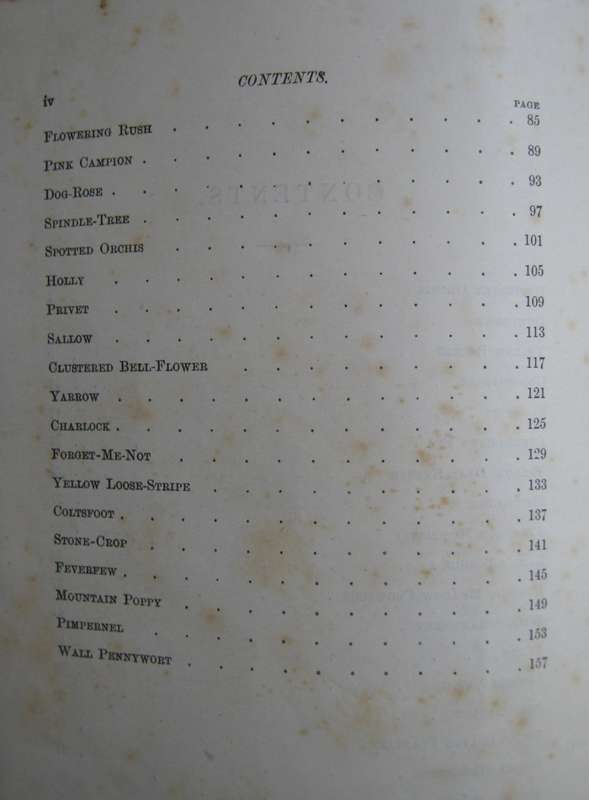 CONTENTS.
iv
PAGE
FLOWERING RUSH . . . . . . . . . . . 85
PINK CAMPION . . . . . . . . . . . . 89
DOG-ROSE . . . . . . . . . . . . . 93
SPINDLE-TREE . . . . . . . . . . . . 97
SPOTTED ORCHIS . . . . . . . . . . . 101
HOLLY . . . . . . . . . . . . . 105
PRIVET . . . . . . . . . . . . . 109
SALLOW . . . . . . . . . . . . . 113
CLUSTERED BELL-FLOWER . . . . . . . . . 117
YARROW . . . . . . . . . . . . . 121
CHARLOCK . . . . . . . . . . . . . 125
FORGET-ME-NOT . . . . . . . . . . . 129
YELLOW LOOSE-STRIPE . . . . . . . . . . 133
COLTSFOOT . . . . . . . . . . . . . 137
STONE-CROP . . . . . . . . . . . . 141
FEVERFEW . . . . . . . . . . . . . 145
MOUNTAIN POPPY . . . . . . . . . . . 149
PIMPERNEL . . . . . . . . . . . . 153
WALL PENNYWORT . . . . . . . . . . . 157